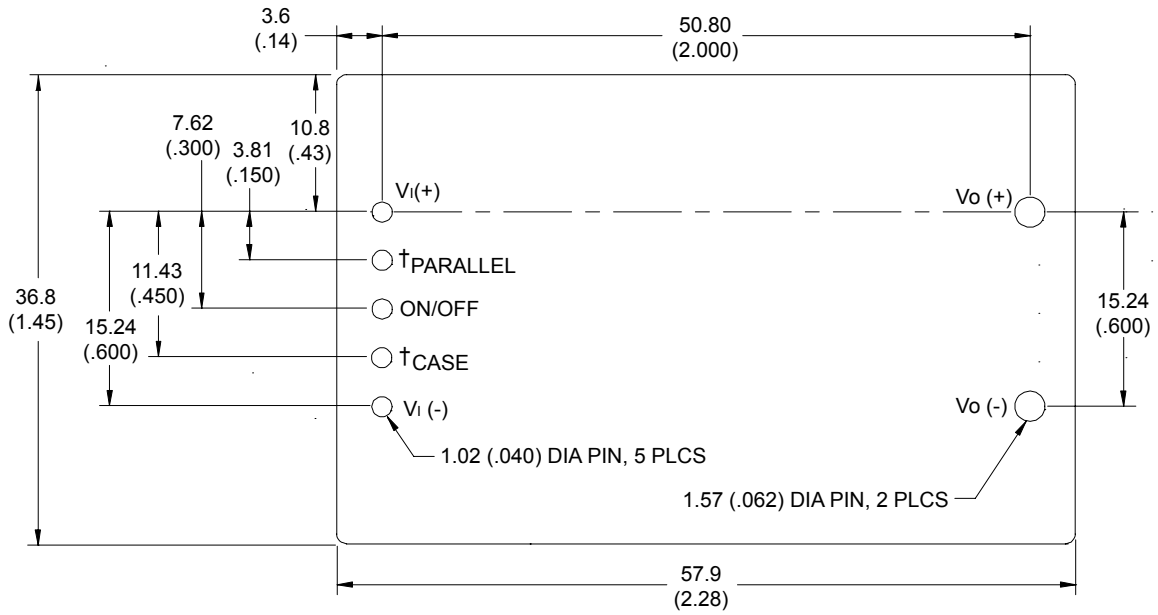 3.6
(.14)
50.80
(2.000)
7.62
(.300)
3.81
(.150)
10.8
(.43)
VI(+)
Vo (+)
†PARALLEL
11.43
(.450)
ON/OFF
36.8
(1.45)
15.24
(.600)
15.24
(.600)
†CASE
VI (-)
Vo (-)
1.02 (.040) DIA PIN, 5 PLCS
1.57 (.062) DIA PIN, 2 PLCS
57.9
(2.28)